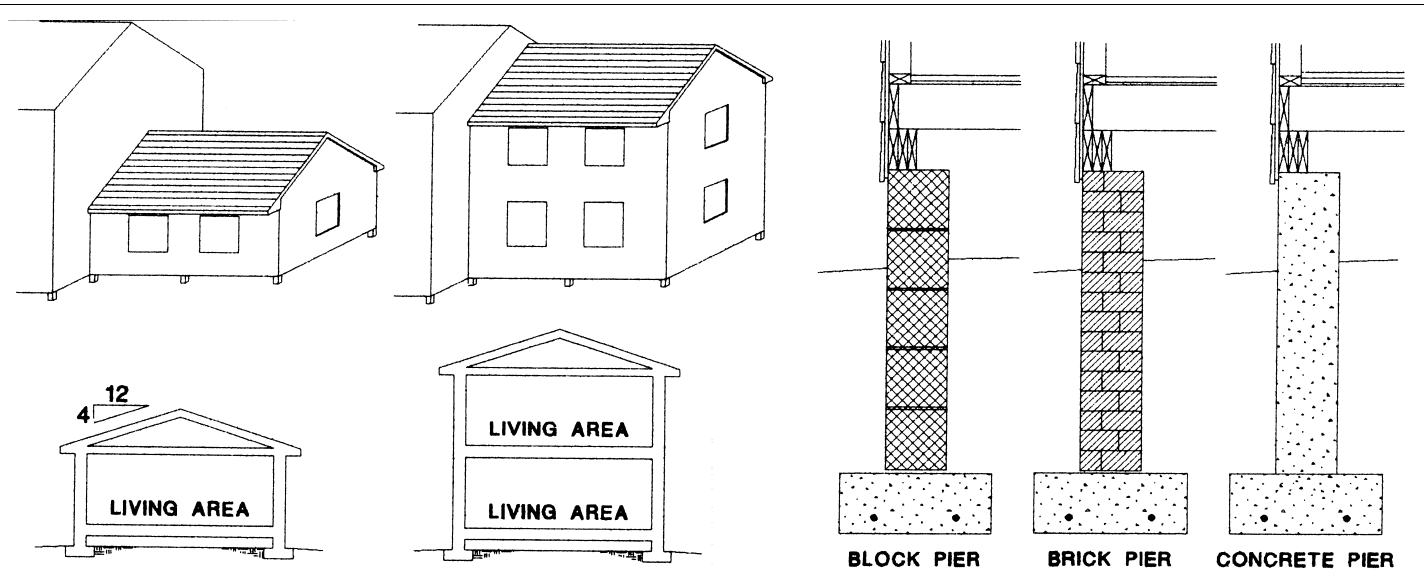 12
4
LIVING AREA
LIVING AREA
LIVING AREA
BLOCK PIER
BRICK PIER
CONCRETE PIER